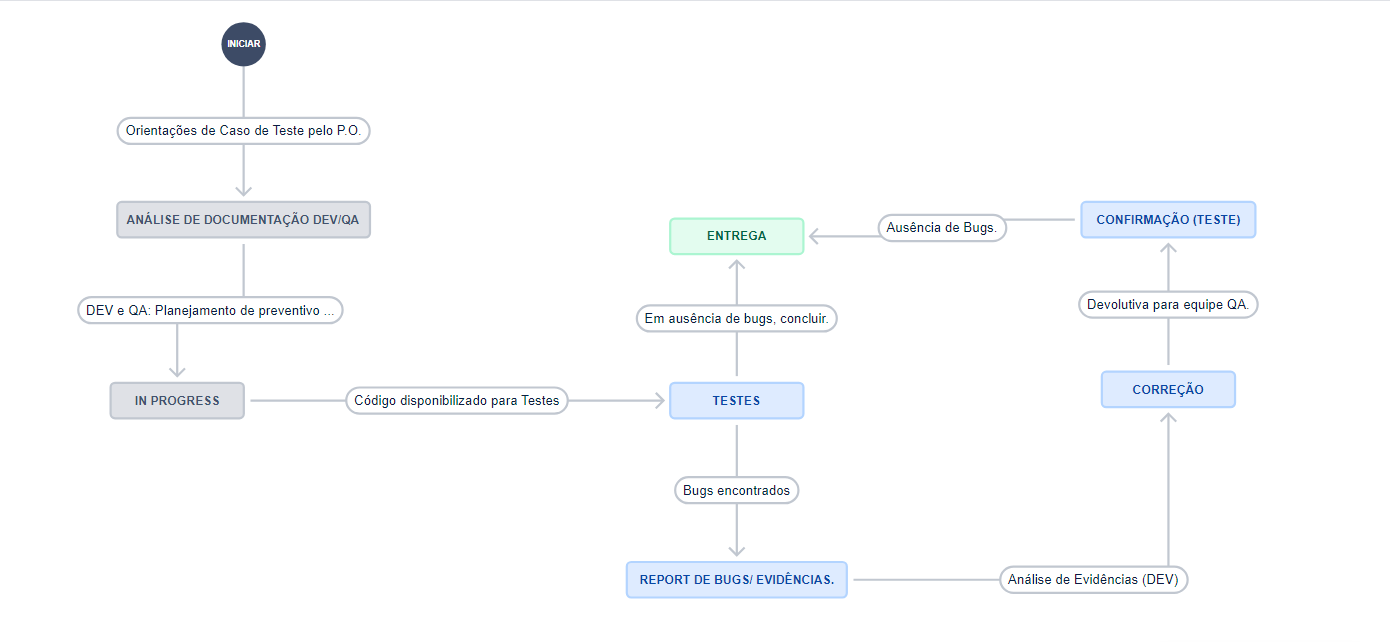 INICIAR
Orientações de Caso de Teste pelo P.O.
ANÁLISE DE DOCUMENTAÇÃO DEV/QA
DEV e QA: Planejamento de preventivo ...
IN PROGRESS
Código disponibilizado para Testes
TESTES
Em ausência de bugs, concluir.
ENTREGA
Bugs encontrados
REPORT DE BUGS/ EVIDÊNCIAS.
Análise de Evidências (DEV)
CORREÇÃO
Devolutiva para equipe QA.
CONFIRMAÇÃO (TESTE)
Ausência de Bugs.